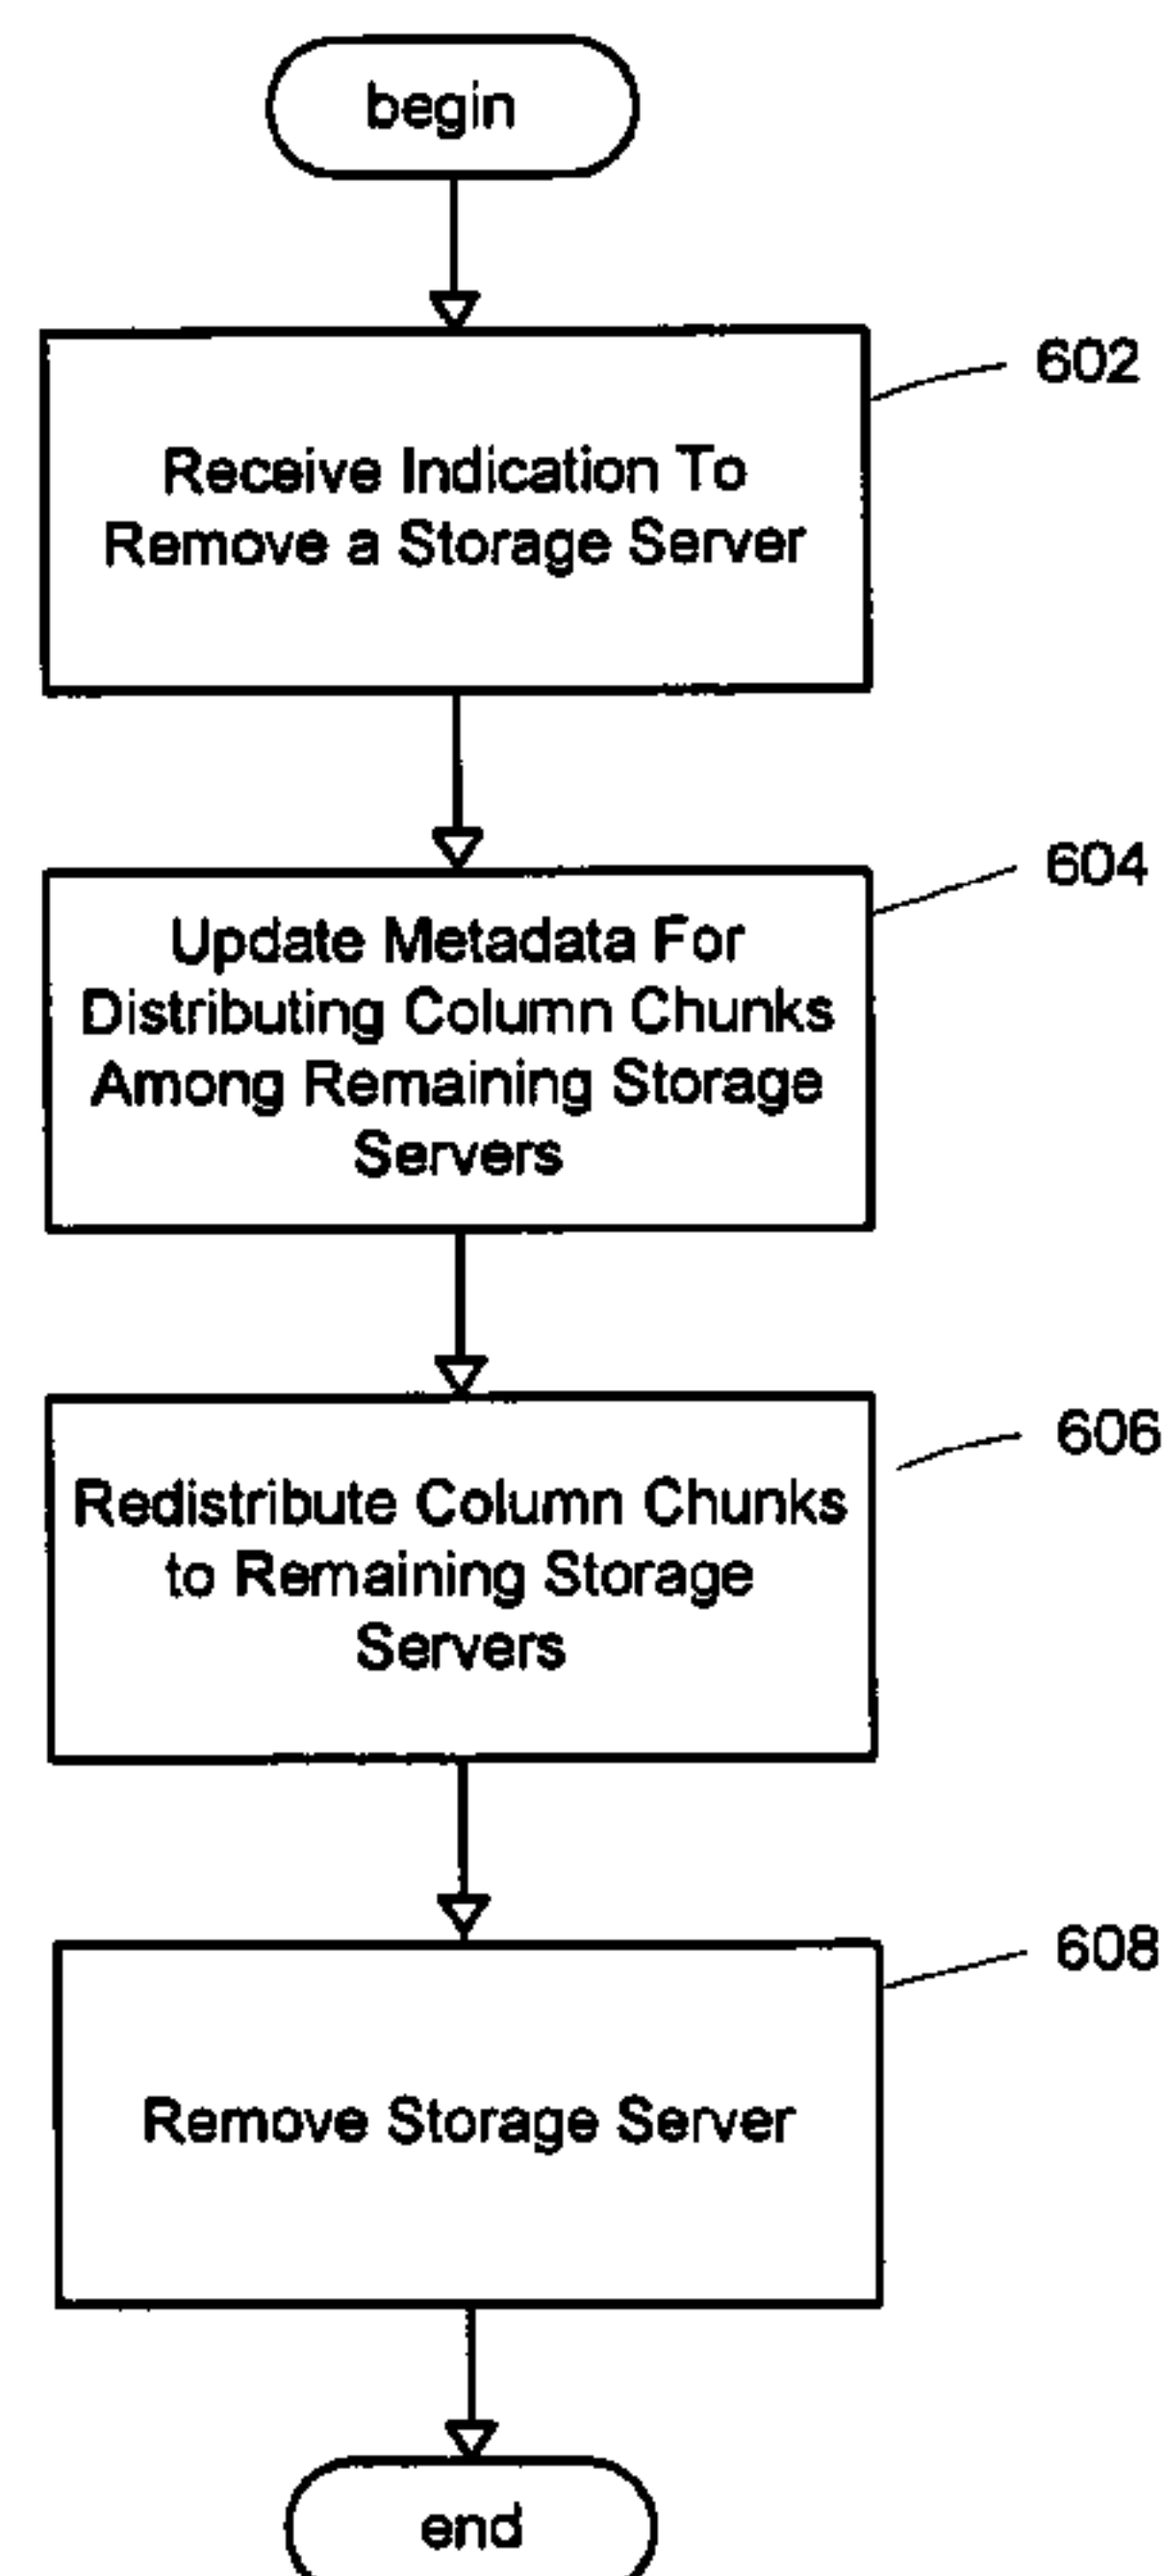 begin
602
Receive Indication To
Remove a Storage Server
604
Update Metadata For
Distributing Column Chunks
Among Remaining Storage
Servers
606
Redistribute Column Chunks
to Remaining Storage
Servers
608
Remove Storage Server
end